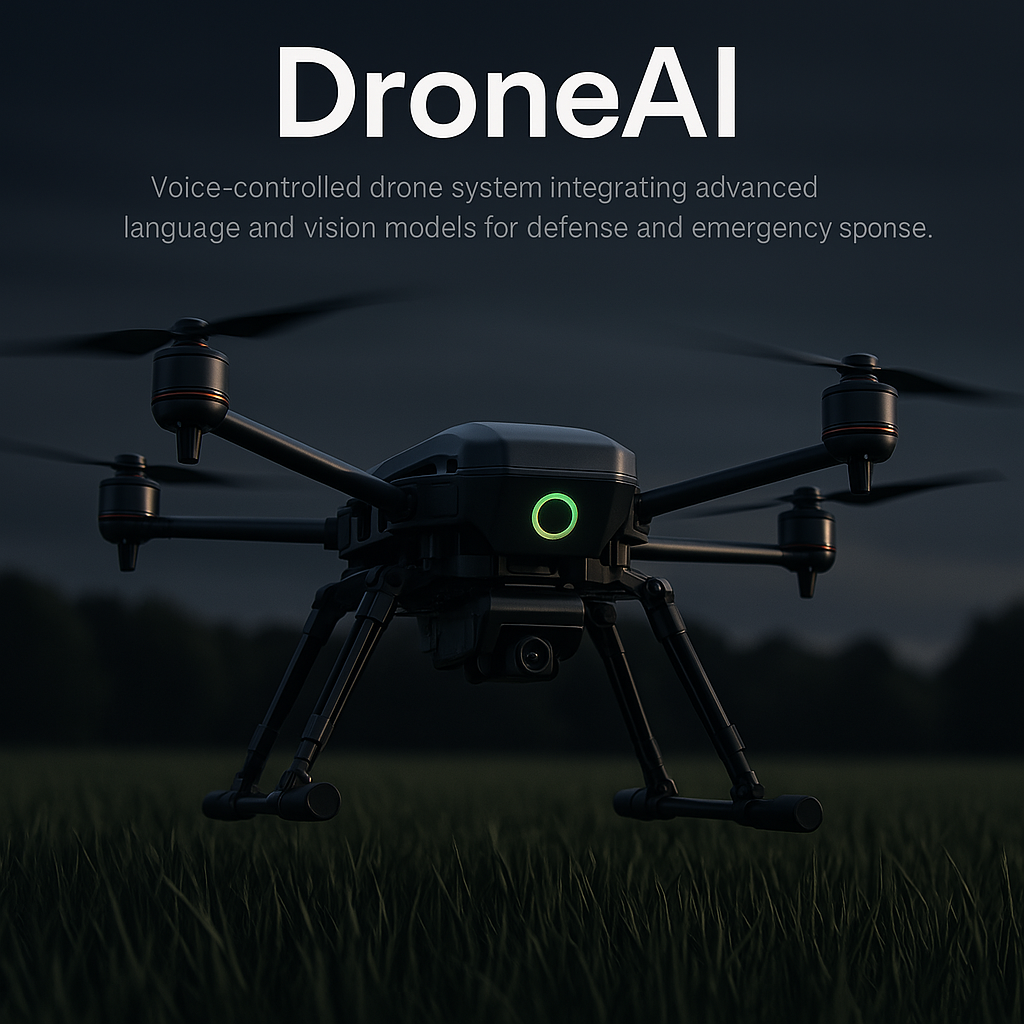 DroneAI
Voice-controlled drone system integrating advanced
language and vision models for defense and emergency sponse.